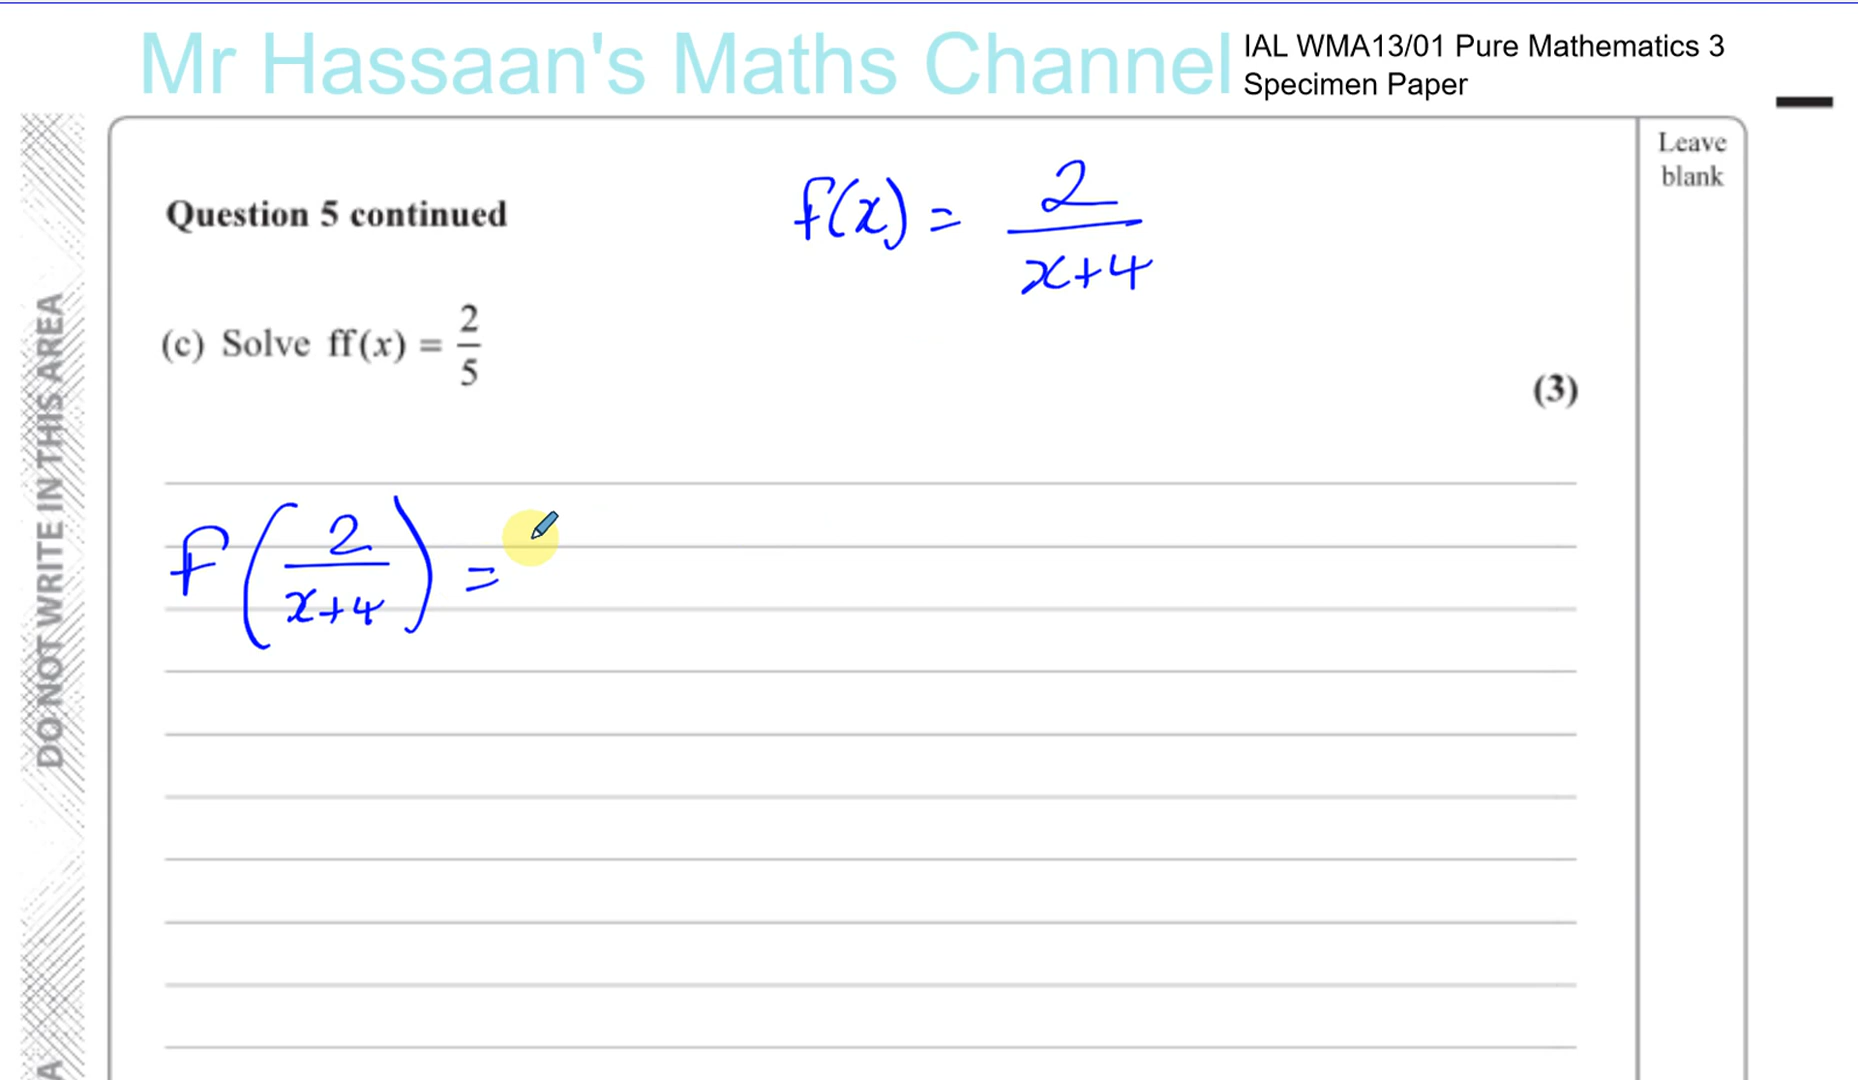 Mr Hassaan's Maths Channel
IAL WMA13/01 Pure Mathematics 3
Specimen Paper
Leave
blank
Question 5 continued
f(x) = 2/(x+4)
(c) Solve ff(x) = 2/5
(3)
f(2/(x+4)) =
DO NOT WRITE IN THIS AREA
A